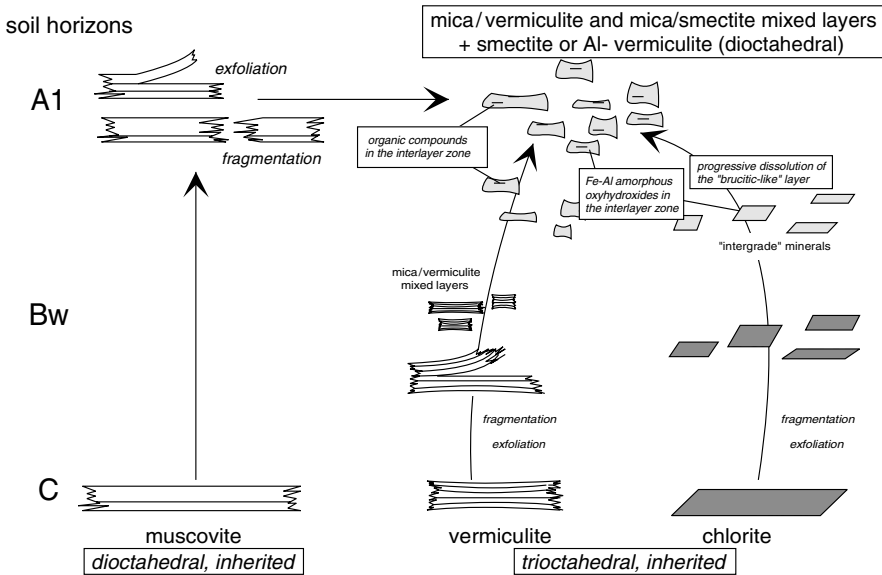 soil horizons
mica/vermiculite and mica/smectite mixed layers
+ smectite or Al- vermiculite (dioctahedral)
exfoliation
A1
fragmentation
organic compounds
in the interlayer zone
Fe-Al amorphous
oxyhydroxides in
the interlayer zone
progressive dissolution of
the "brucitic-like" layer
"intergrade" minerals
mica/vermiculite
mixed layers
Bw
fragmentation
exfoliation
fragmentation
exfoliation
C
muscovite
vermiculite
chlorite
dioctahedral, inherited
trioctahedral, inherited